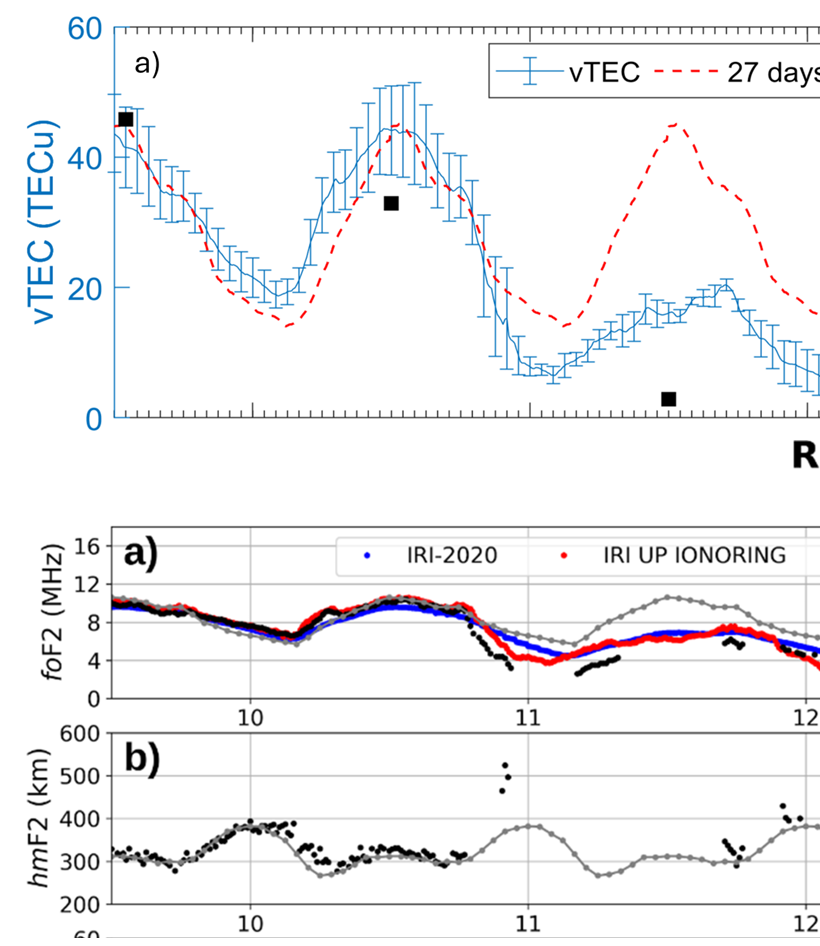 60
a)
vTEC
27 days
40
vTEC (TECu)
20
0
R
a)
IRI-2020
IRI UP IONORING
16
12
8
4
0
foF2 (MHz)
10
11
12
b)
600
500
400
300
200
hmF2 (km)
10
11
12
60